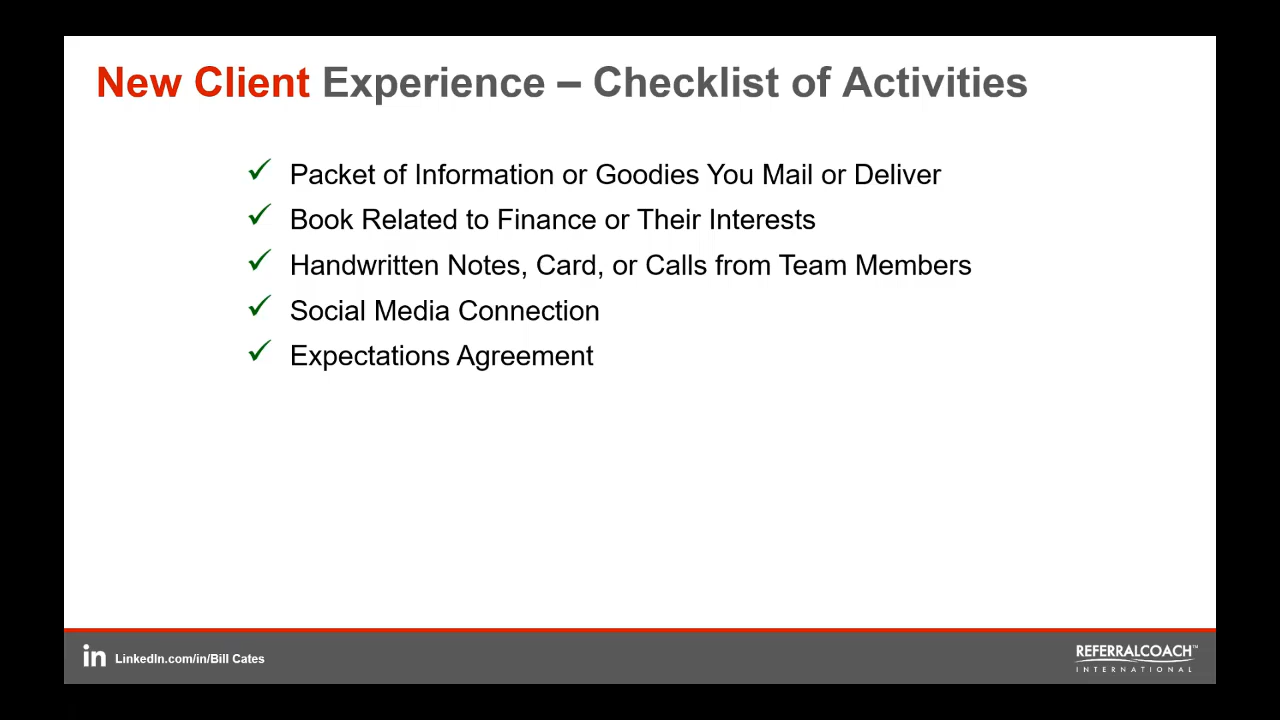 New Client Experience – Checklist of Activities
✓ Packet of Information or Goodies You Mail or Deliver
✓ Book Related to Finance or Their Interests
✓ Handwritten Notes, Card, or Calls from Team Members
✓ Social Media Connection
✓ Expectations Agreement
in LinkedIn.com/in/Bill Cates
REFERRALCOACH™
INTERNATIONAL